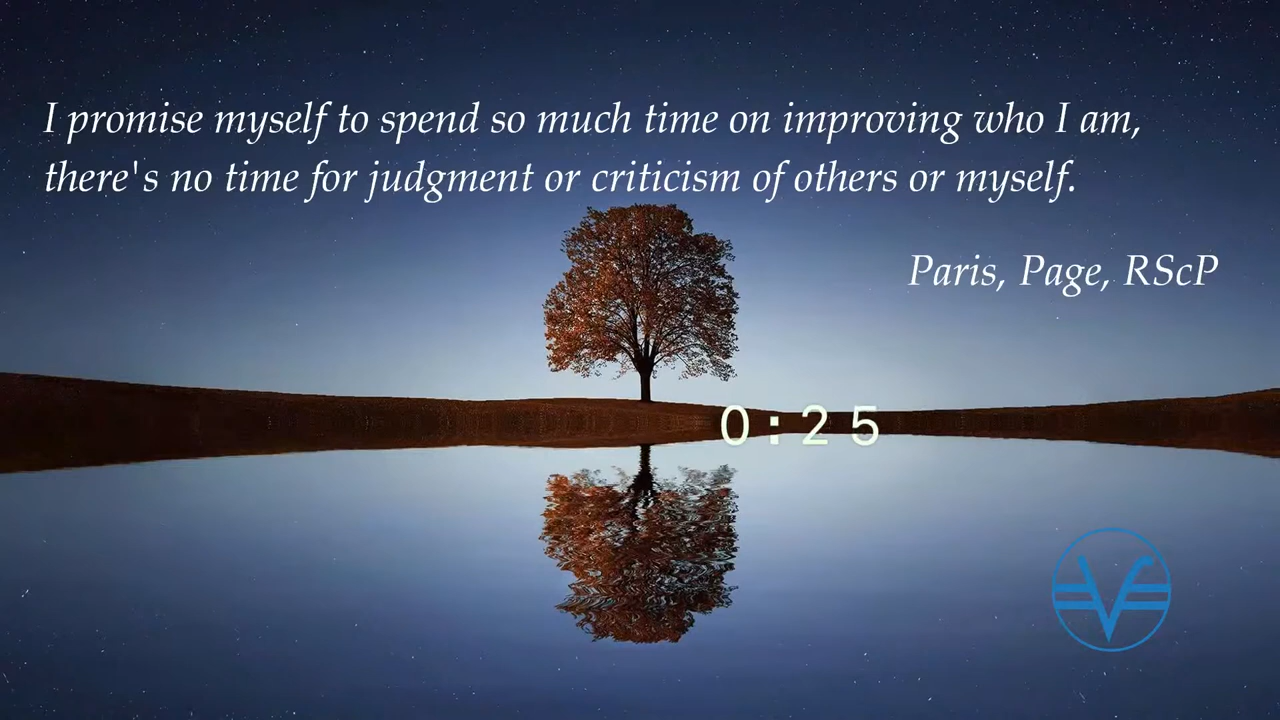 I promise myself to spend so much time on improving who I am,
there's no time for judgment or criticism of others or myself.
Paris, Page, RScP
0:25